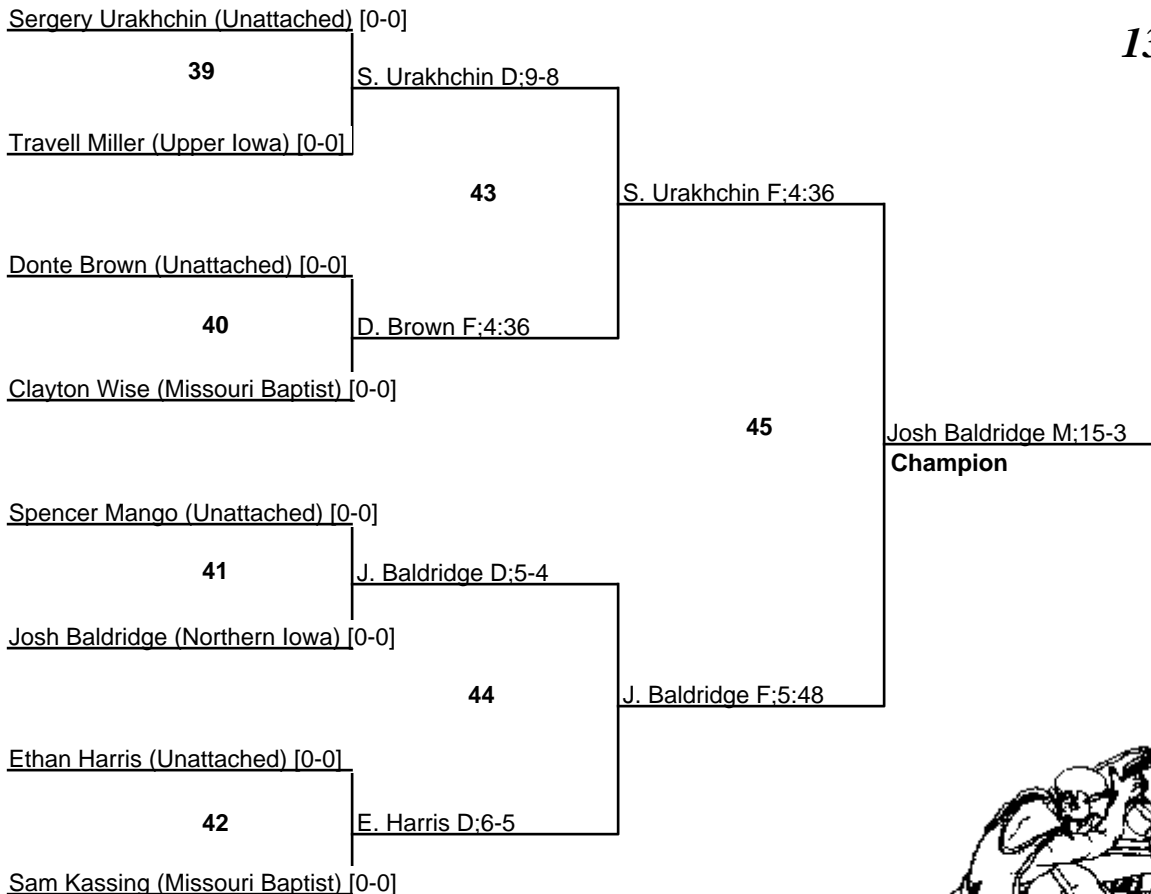 Sergery Urakhchin (Unattached) [0-0]
13
39
S. Urakhchin D;9-8
Travell Miller (Upper Iowa) [0-0]
43
S. Urakhchin F;4:36
Donte Brown (Unattached) [0-0]
40
D. Brown F;4:36
Clayton Wise (Missouri Baptist) [0-0]
45
Josh Baldridge M;15-3
Champion
Spencer Mango (Unattached) [0-0]
41
J. Baldridge D;5-4
Josh Baldridge (Northern Iowa) [0-0]
44
J. Baldridge F;5:48
Ethan Harris (Unattached) [0-0]
42
E. Harris D;6-5
Sam Kassing (Missouri Baptist) [0-0]